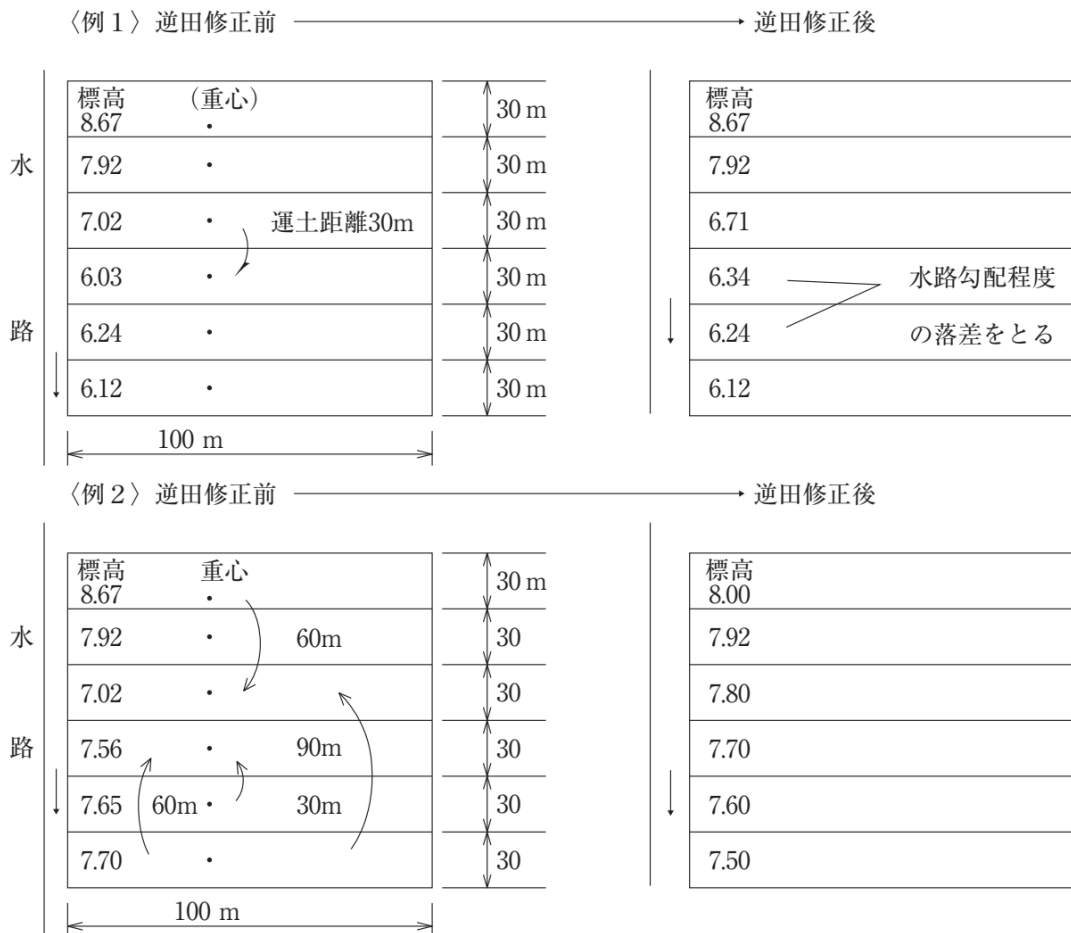 〈例１〉逆田修正前 逆田修正後
標高 （重心） 30 m 標高
8.67 8.67
水 7.92 30 m 7.92
7.02 運土距離30m 30 m 6.71
6.03 30 m 6.34 水路勾配程度
路 6.24 30 m 6.24 の落差をとる
6.12 30 m 6.12
100 m
〈例２〉逆田修正前 逆田修正後
標高 重心 30 m 標高
8.67 8.00
水 7.92 60m 30 7.92
7.02 30 7.80
路 7.56 90m 30 7.70
7.65 60m 30m 30 7.60
7.70 30 7.50
100 m